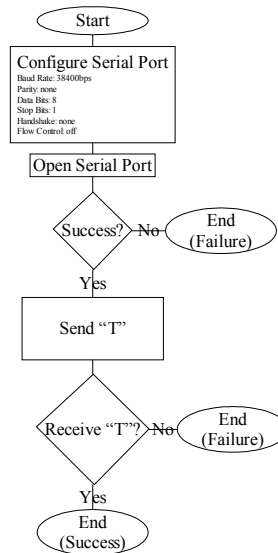 Start
Configure Serial Port
Baud Rate: 38400bps
Parity: none
Data Bits: 8
Stop Bits: 1
Handshake: none
Flow Control: off
Open Serial Port
Success?
No
End
(Failure)
Yes
Send “T”
Receive “T”?
No
End
(Failure)
Yes
End
(Success)